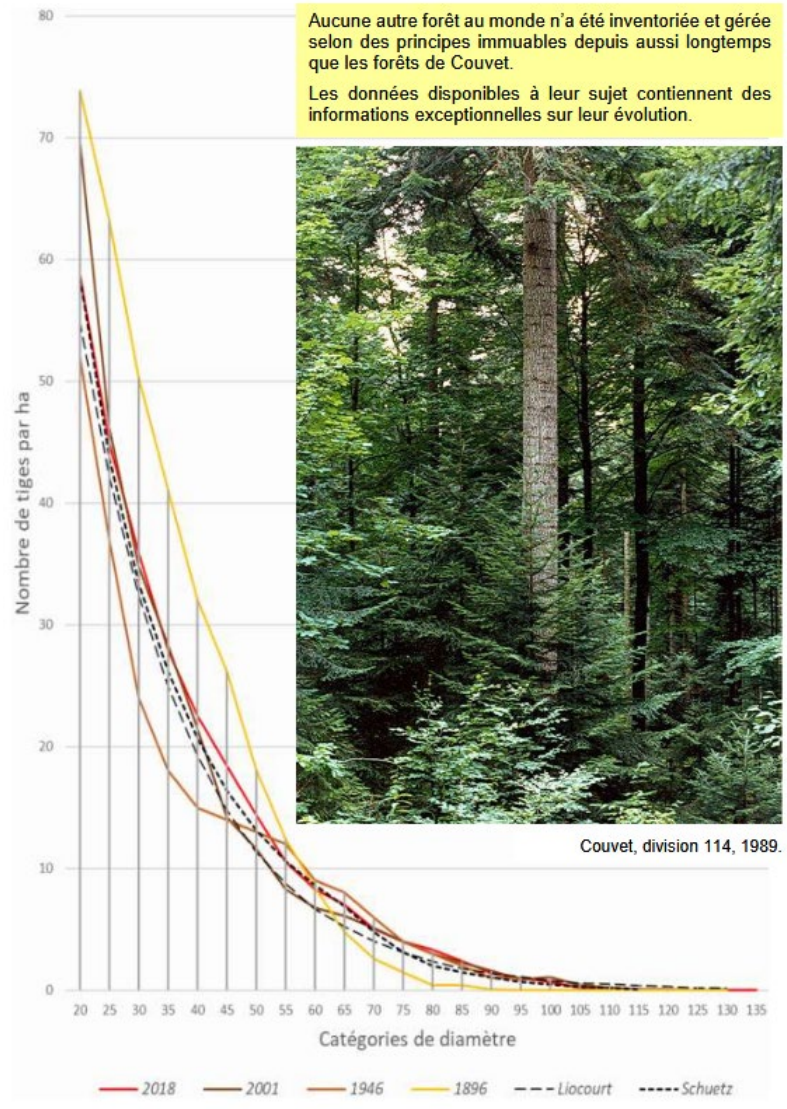 80
Aucune autre forêt au monde n'a été inventoriée et gérée
selon des principes immuables depuis aussi longtemps
que les forêts de Couvet.
Les données disponibles à leur sujet contiennent des
informations exceptionnelles sur leur évolution.
70
60
50
Nombre de tiges par ha
40
30
20
Couvet, division 114, 1989.
10
0
20 25 30 35 40 45 50 55 60 65 70 75 80 85 90 95 100 105 110 115 120 125 130 135
Catégories de diamètre
2018 2001 1946 1896 Liocourt Schuetz